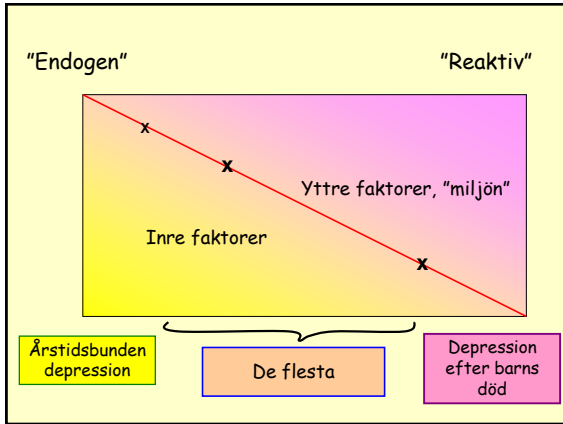 "Endogen"
"Reaktiv"
x
x
Yttre faktorer, "miljön"
Inre faktorer
x
Årstidsbunden
depression
De flesta
Depression
efter barns
död